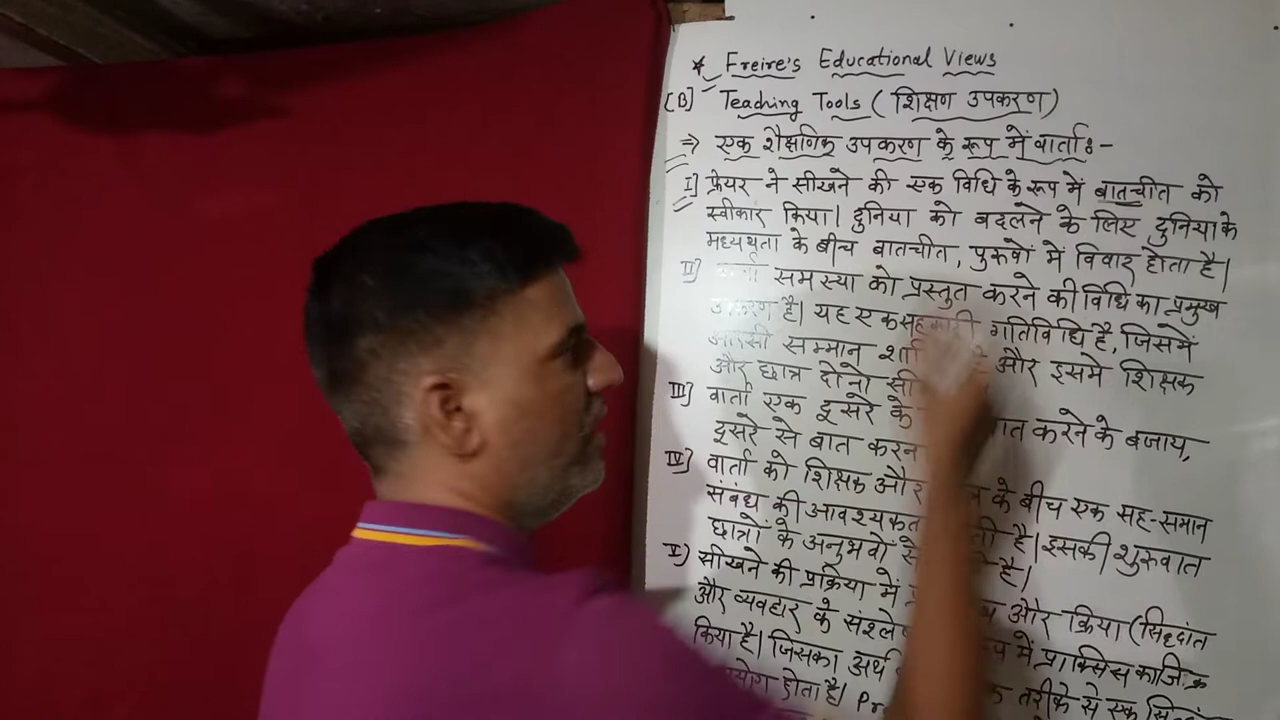 * Freire's Educational Views
[B] Teaching Tools ( शिक्षण उपकरण )
⇒ एक शैक्षणिक उपकरण के रूप में वार्ताः-
I] फ्रेयर ने सीखने की एक विधि के रूप में बातचीत को
स्वीकार किया। दुनिया को बदलने के लिए दुनिया के
मध्यथता के बीच बातचीत, पुरुषों में विचार होता है।
II] समस्या को प्रस्तुत करने की विधि का प्रमुख
है। यह एक सहकारी गतिविधि है, जिसमें
सम्मान और इसमे शिक्षक
और छात्र दोनो
III] वार्ता एक दूसरे के करने के बजाय,
दूसरे से बात करन
IV] वार्ता को शिक्षक और के बीच एक सह-समान
संबंध की आवश्यकता है। इसकी शुरुवात
छात्रों के अनुभवों से है।
V] सीखने की प्रक्रिया में और क्रिया (सिद्दांत
और व्यवहार के में प्राक्सिस का जिक्र
किया है। जिसका अर्थ तरीके से एक
होता है।